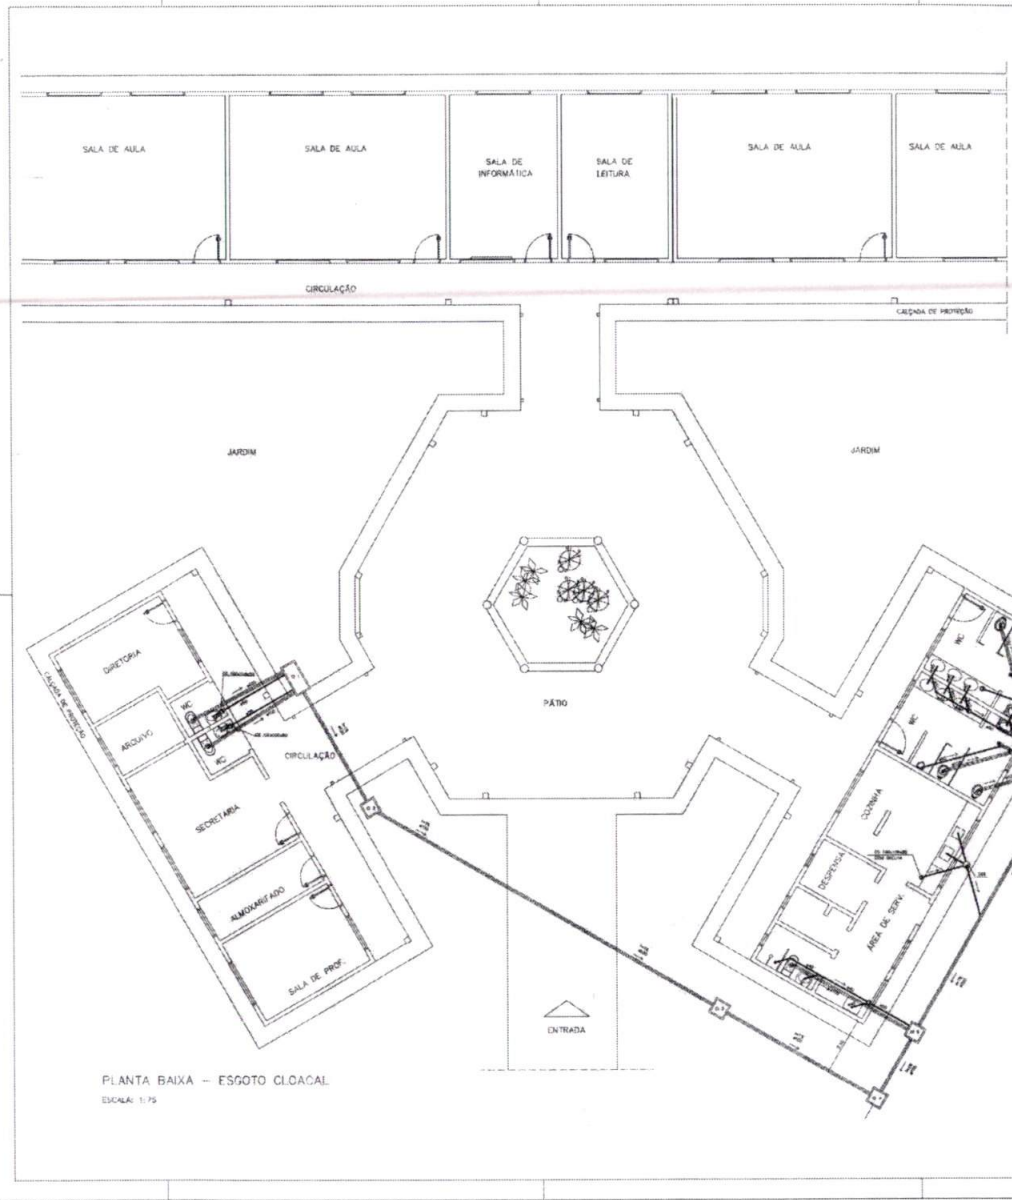 SALA DE AULA
SALA DE AULA
SALA DE
INFORMÁTICA
SALA DE
LEITURA
SALA DE AULA
SALA DE AULA
CIRCULAÇÃO
CALÇADA DE PROTEÇÃO
JARDIM
JARDIM
DIRETORIA
CALÇADA DE PROTEÇÃO
WC
ARQUIVO
WC
CIRCULAÇÃO
SECRETARIA
ALMOXARIFADO
SALA DE PROF.
PÁTIO
WC
WC
COZINHA
DESPENSA
ÁREA DE SERV.
ENTRADA
PLANTA BAIXA - ESGOTO CLOACAL
ESCALA: 1:75